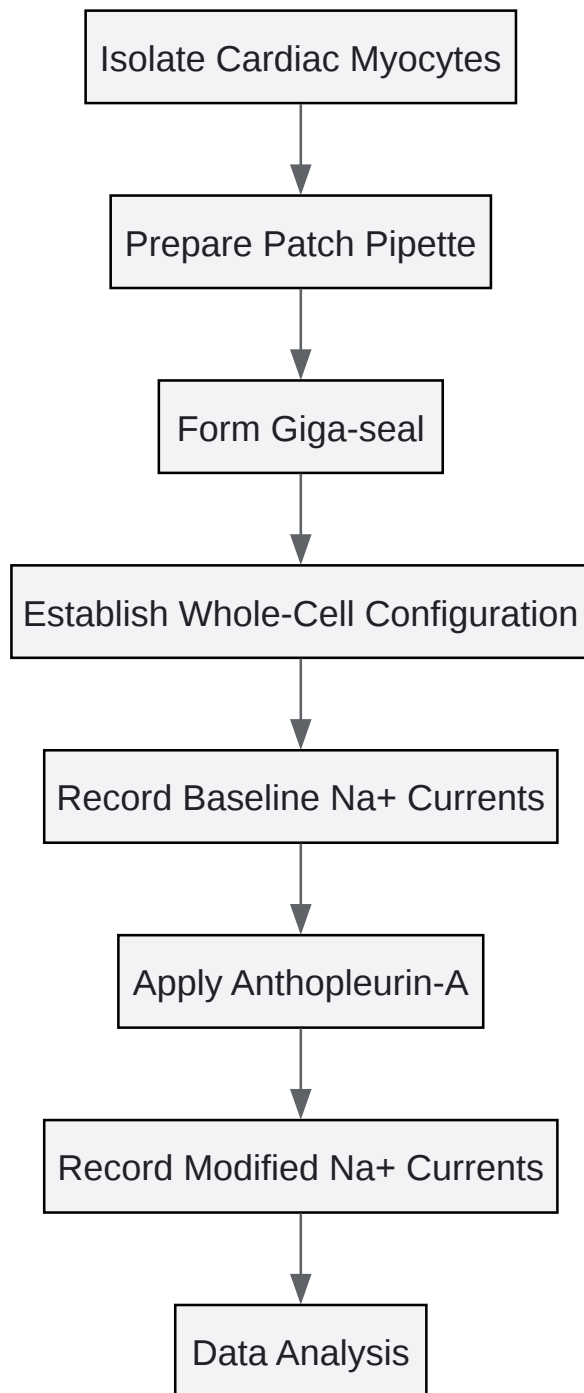 Isolate Cardiac Myocytes
Prepare Patch Pipette
Form Giga-seal
Establish Whole-Cell Configuration
Record Baseline Na+ Currents
Apply Anthopleurin-A
Record Modified Na+ Currents
Data Analysis